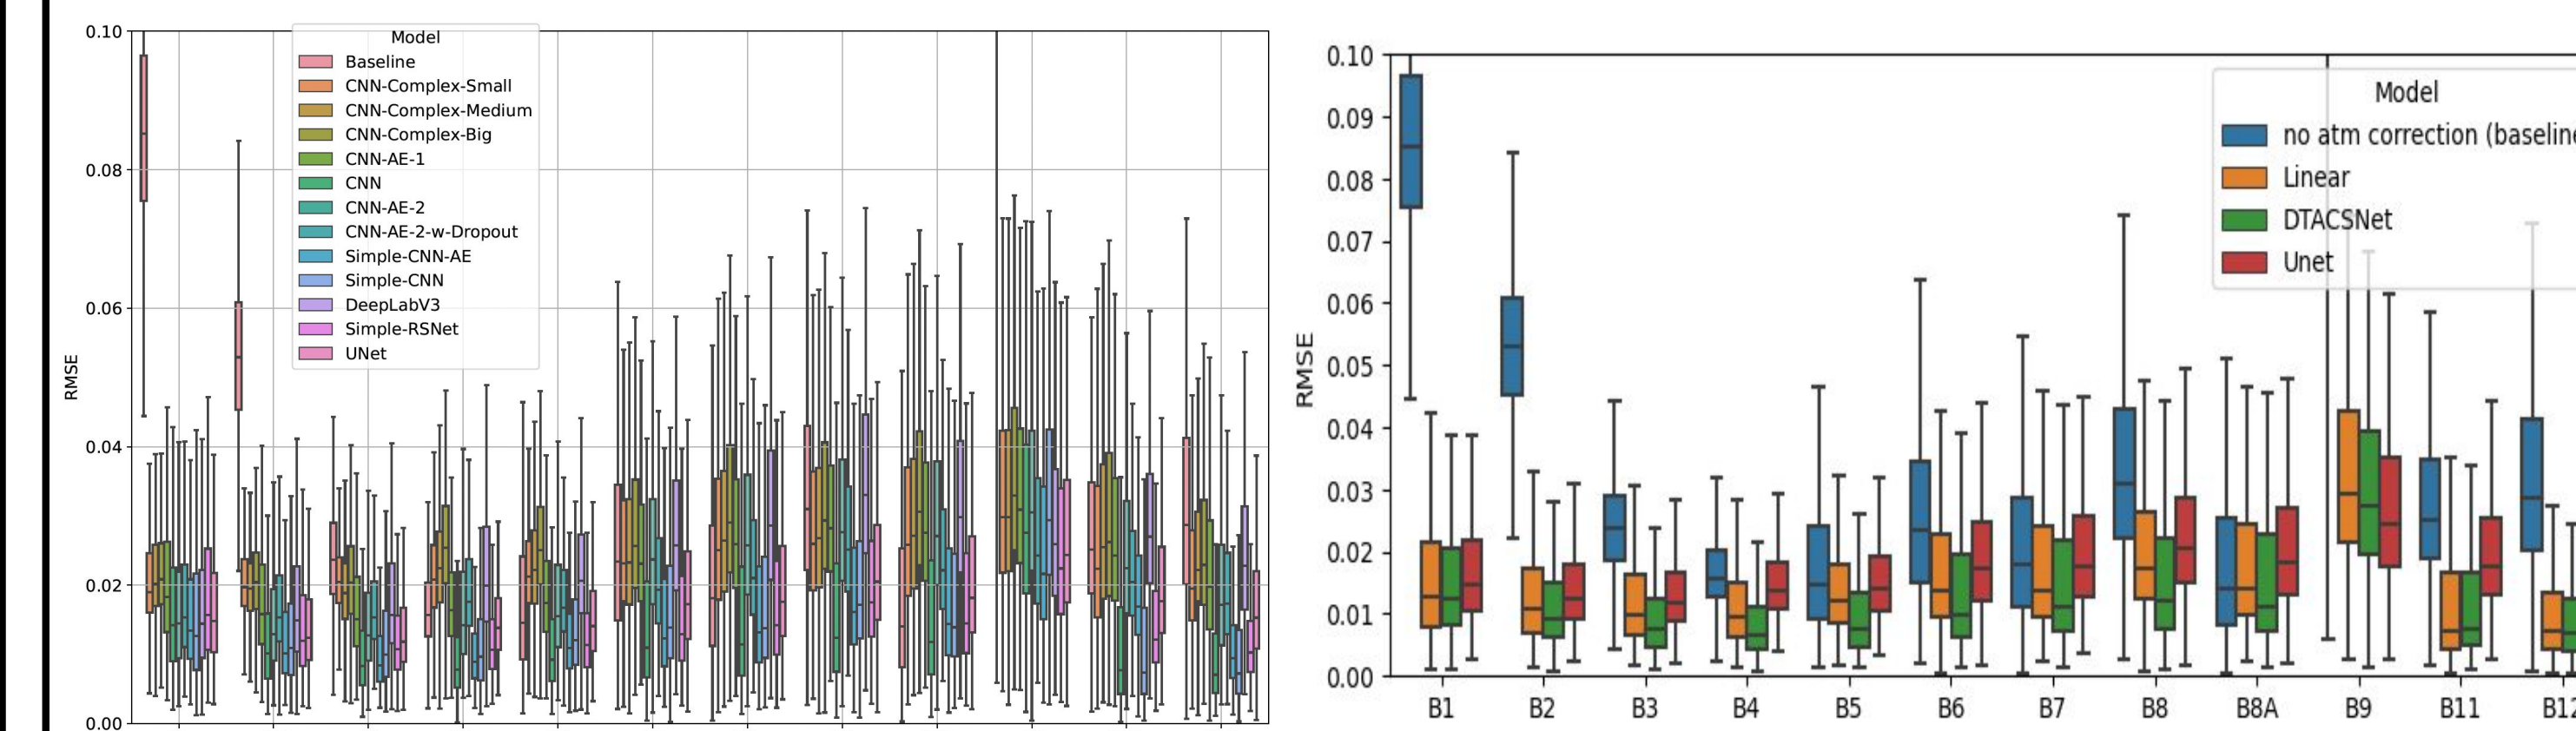 0.10
0.08
0.06
0.04
0.02
0.00
RMSE
Model
Baseline
CNN-Complex-Small
CNN-Complex-Medium
CNN-Complex-Big
CNN-AE-1
CNN
CNN-AE-2
CNN-AE-2-w-Dropout
Simple-CNN-AE
Simple-CNN
DeepLabV3
Simple-RSNet
UNet
0.10
0.09
0.08
0.07
0.06
0.05
0.04
0.03
0.02
0.01
0.00
RMSE
Model
no atm correction (baseline
Linear
DTACSNet
Unet
B1 B2 B3 B4 B5 B6 B7 B8 B8A B9 B11 B12